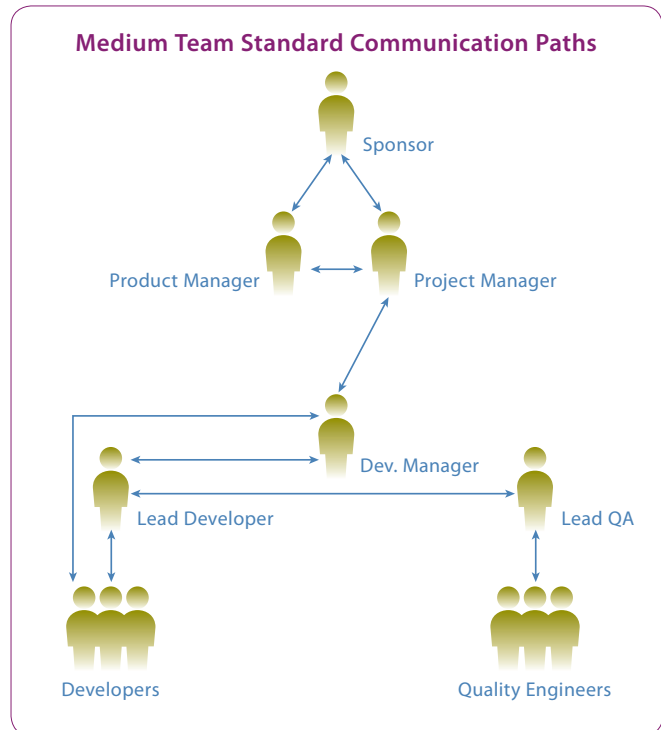 Medium Team Standard Communication Paths
Sponsor
Product Manager
Project Manager
Dev. Manager
Lead Developer
Lead QA
Developers
Quality Engineers